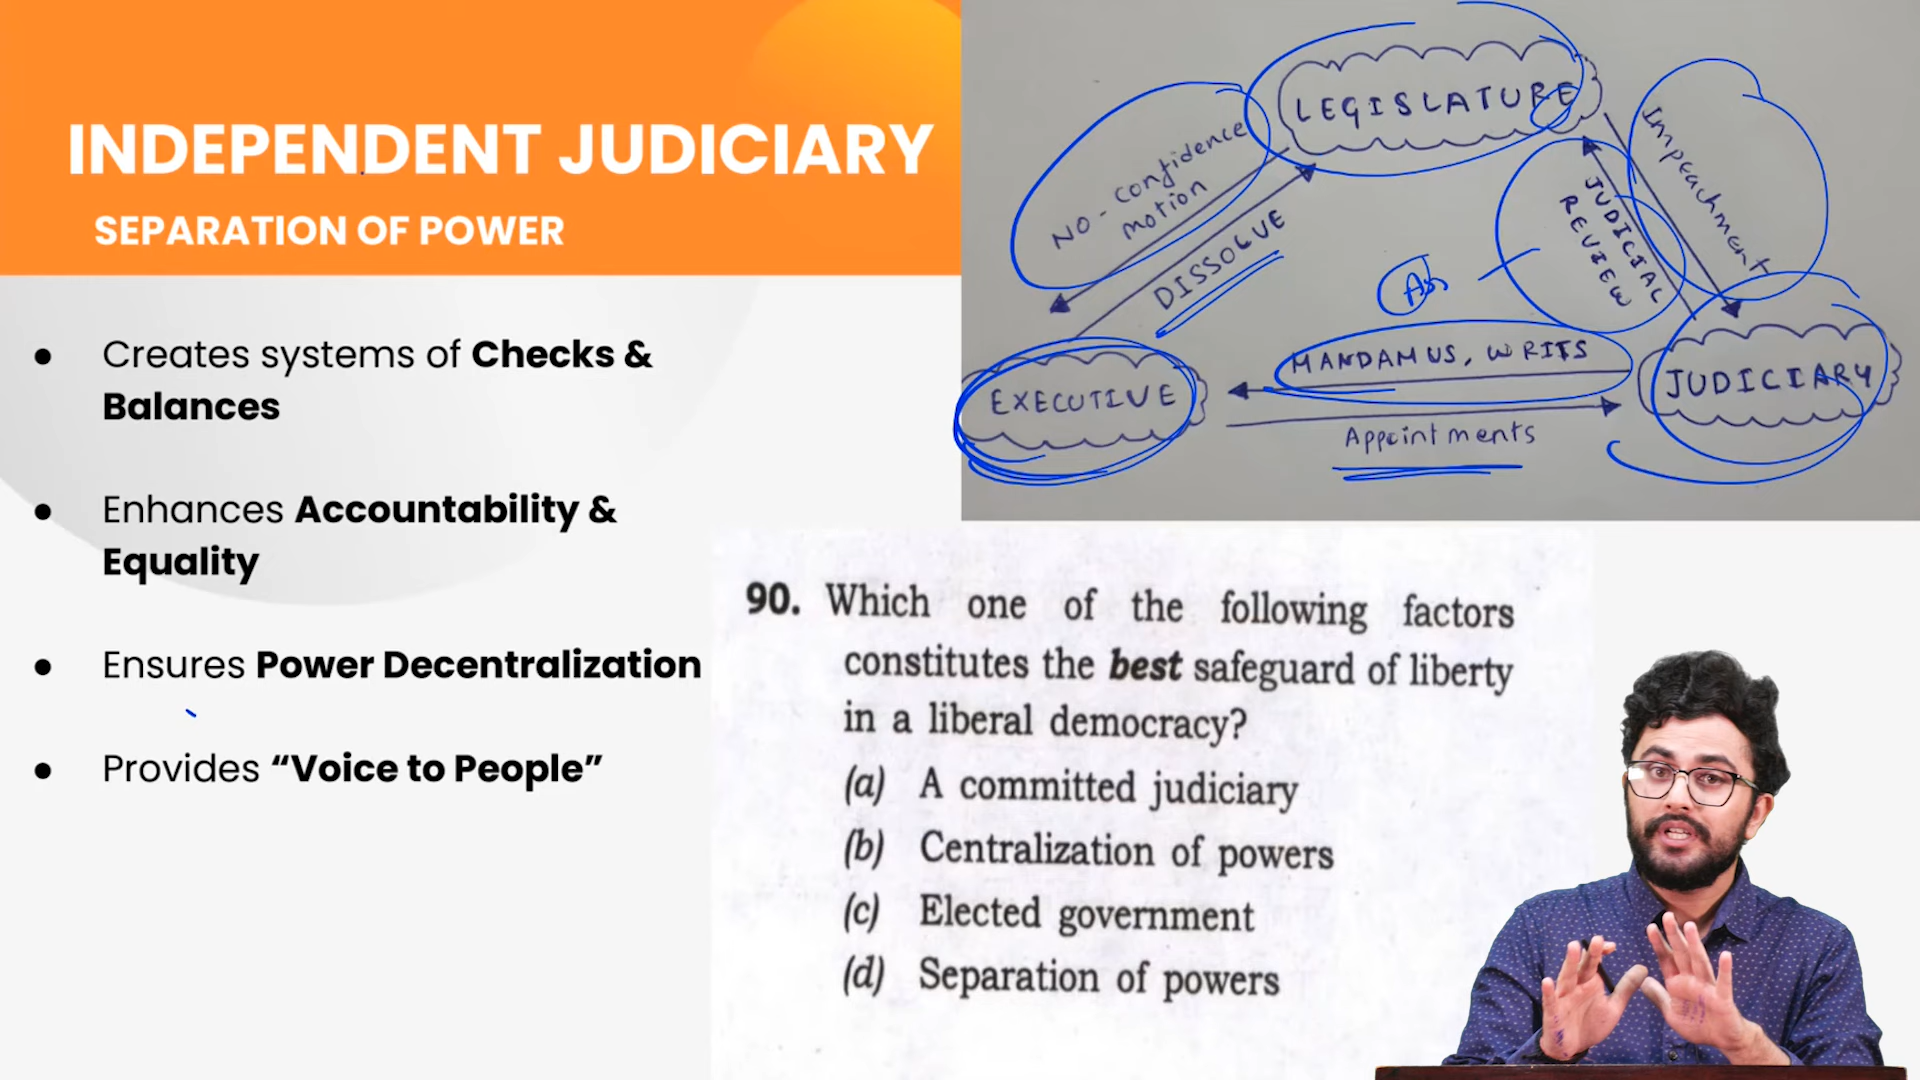 INDEPENDENT JUDICIARY
SEPARATION OF POWER
● Creates systems of Checks &
Balances
● Enhances Accountability &
Equality
● Ensures Power Decentralization
● Provides “Voice to People”
LEGISLATURE
NO-confidence
motion
DISSOLVE
Impeachment
JUDICIAL
REVIEW
MANDAMUS, WRITS
EXECUTIVE
JUDICIARY
Appointments
90. Which one of the following factors
constitutes the best safeguard of liberty
in a liberal democracy?
(a) A committed judiciary
(b) Centralization of powers
(c) Elected government
(d) Separation of powers